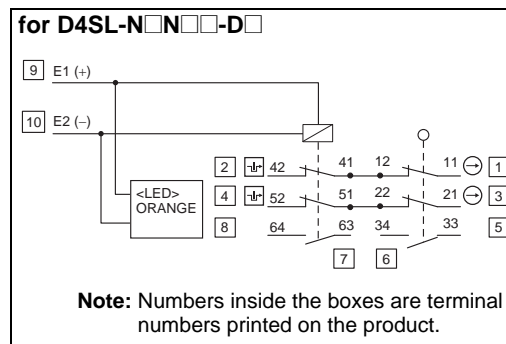 for D4SL-N□N□□-D□
9 E1 (+)
10 E2 (–)
2 42 41 12 11 1
<LED>
ORANGE
4 52 51 22 21 3
8 64 63 34 33 5
7 6
Note: Numbers inside the boxes are terminal
numbers printed on the product.